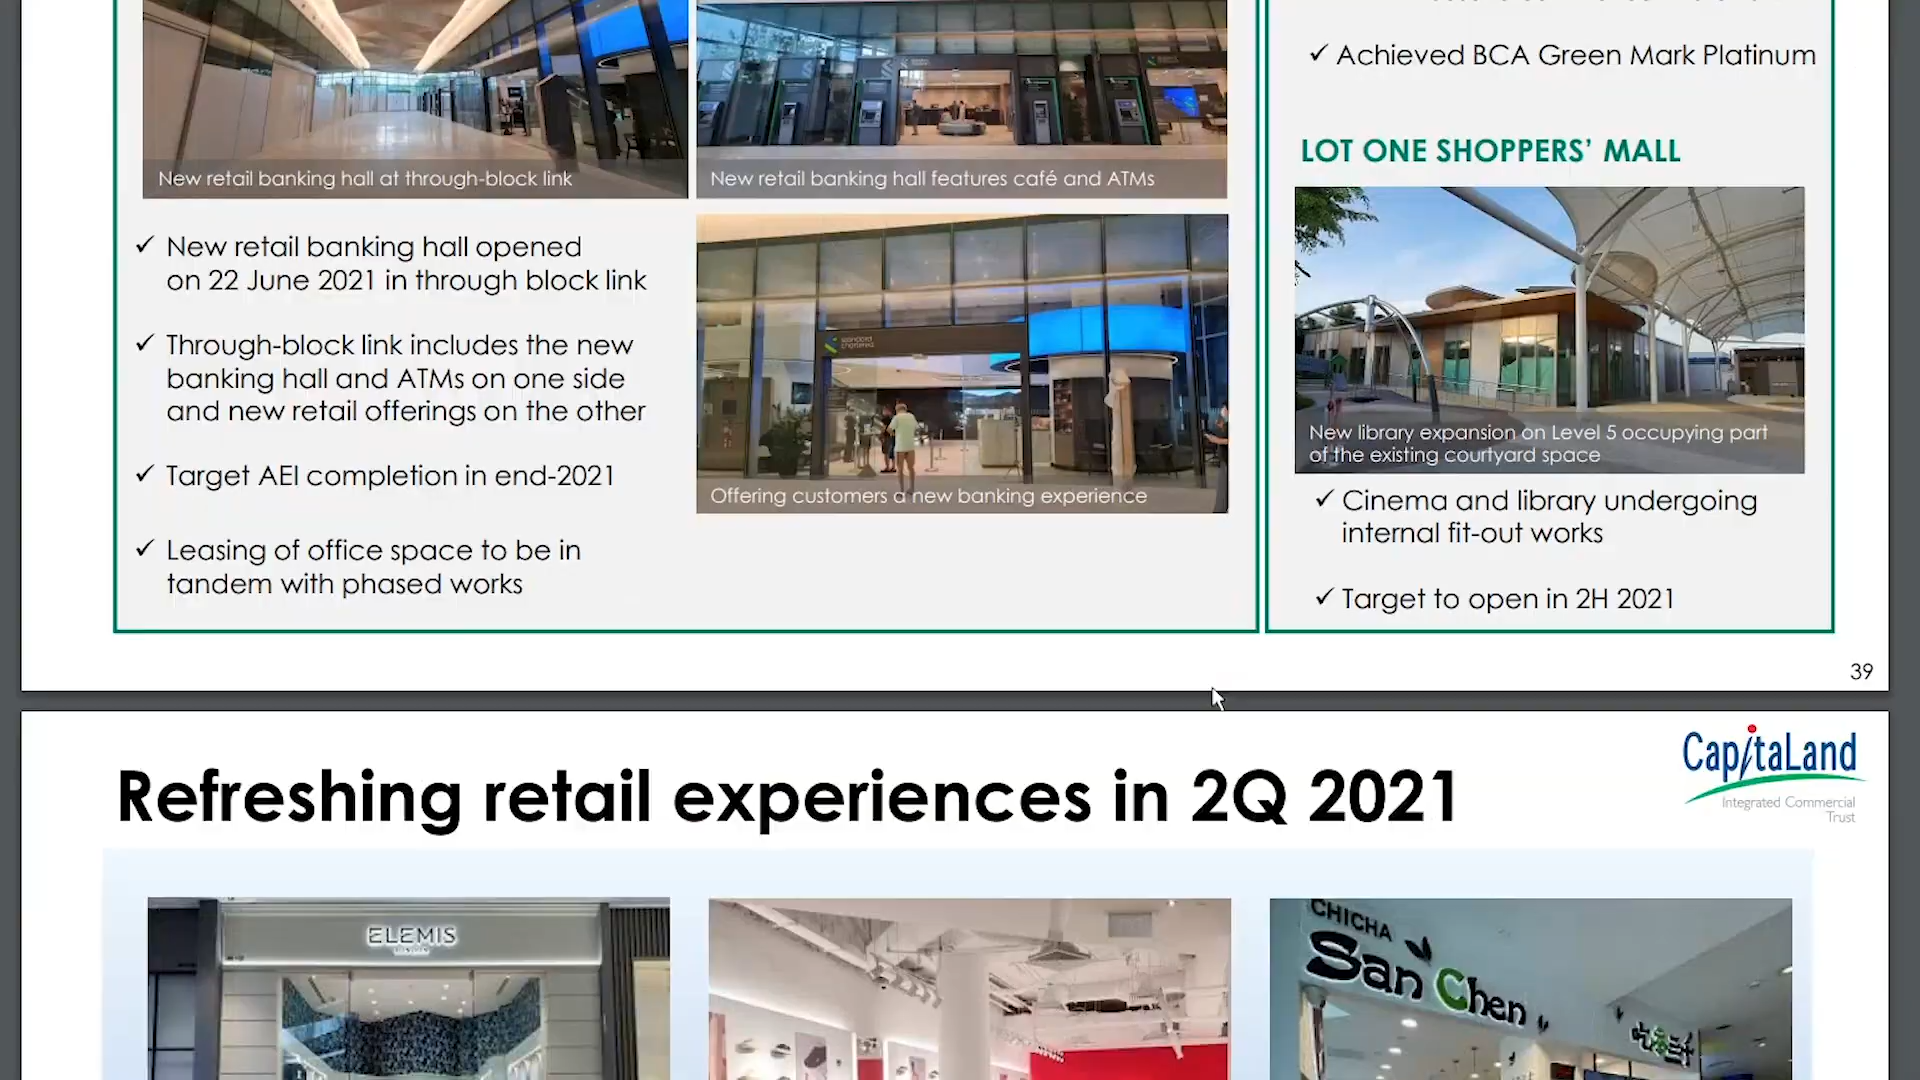 ✓ Achieved BCA Green Mark Platinum
New retail banking hall at through-block link
New retail banking hall features café and ATMs
✓ New retail banking hall opened
on 22 June 2021 in through block link
✓ Through-block link includes the new
banking hall and ATMs on one side
and new retail offerings on the other
✓ Target AEI completion in end-2021
✓ Leasing of office space to be in
tandem with phased works
standard
chartered
Offering customers a new banking experience
LOT ONE SHOPPERS’ MALL
New library expansion on Level 5 occupying part
of the existing courtyard space
✓ Cinema and library undergoing
internal fit-out works
✓ Target to open in 2H 2021
39
Refreshing retail experiences in 2Q 2021
CapitaLand
Integrated Commercial
Trust
ELEMIS
CHICHA
San Chen